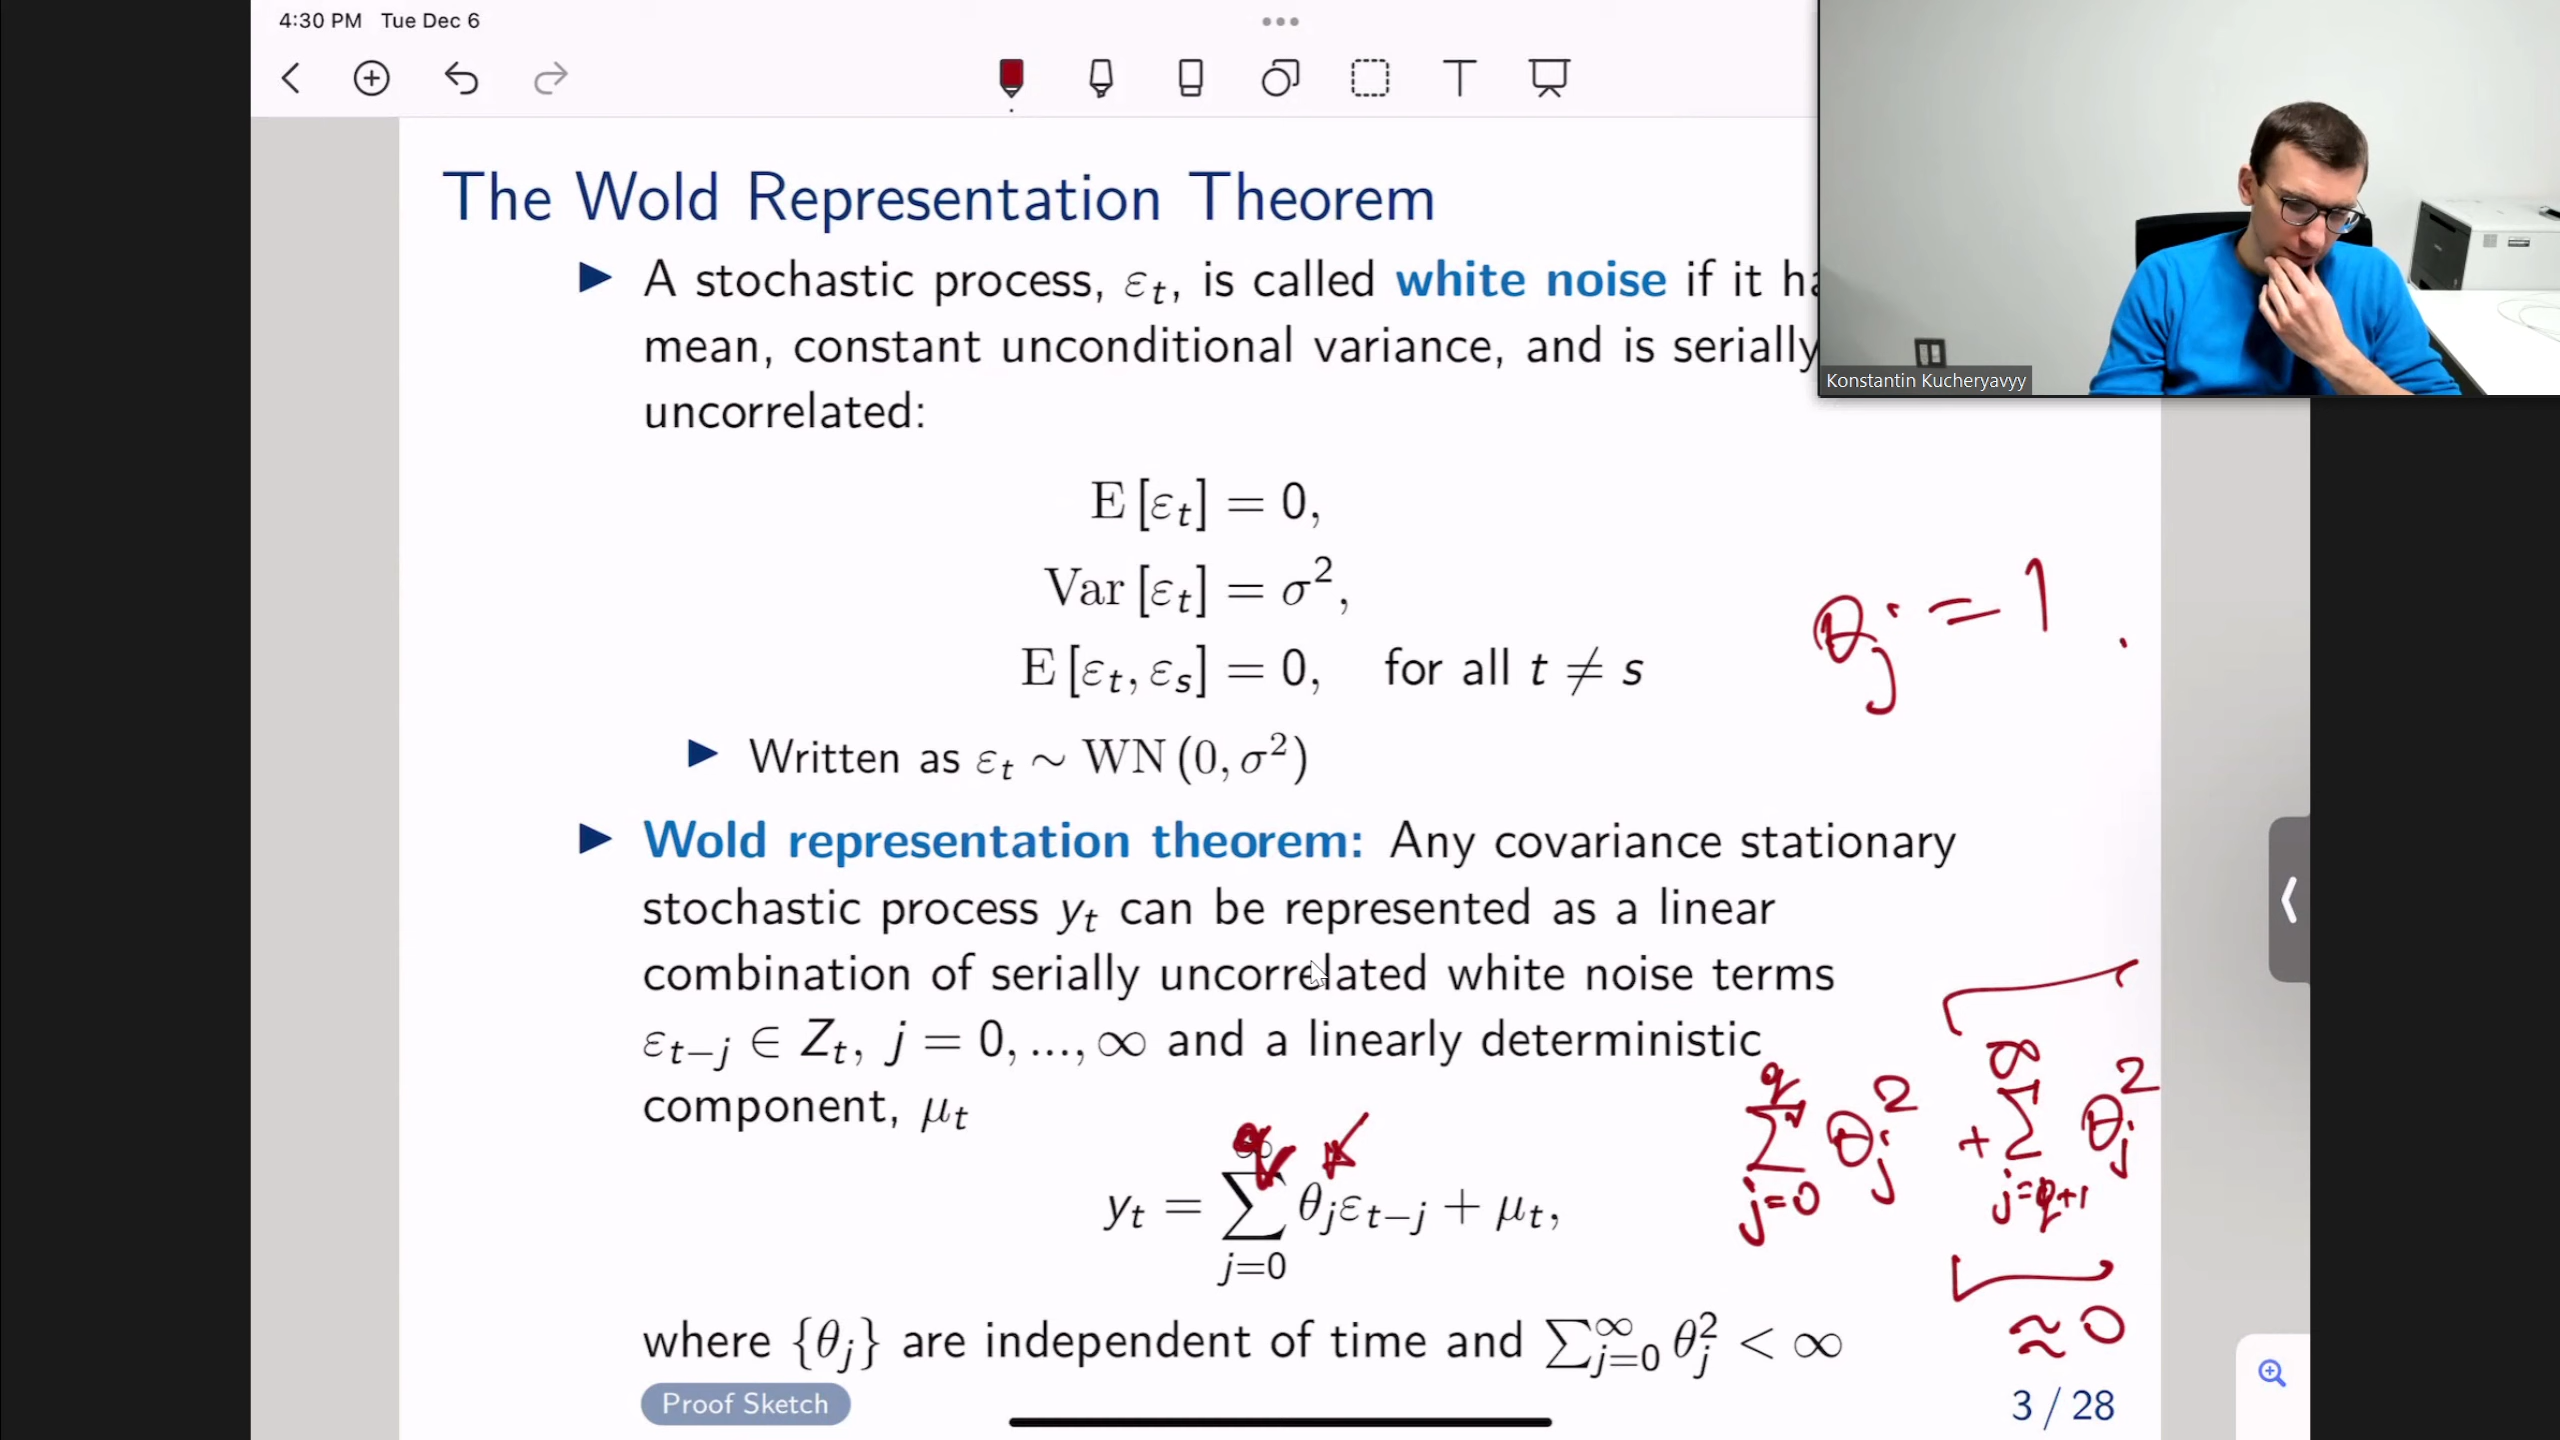 4:30 PM Tue Dec 6
The Wold Representation Theorem
▶ A stochastic process, εₜ, is called white noise if it
mean, constant unconditional variance, and is serially
uncorrelated:
E [εₜ] = 0,
Var [εₜ] = σ²,
E [εₜ, εₛ] = 0, for all t ≠ s
θⱼ = 1 .
▶ Written as εₜ ∼ WN (0, σ²)
▶ Wold representation theorem: Any covariance stationary
stochastic process yₜ can be represented as a linear
combination of serially uncorrelated white noise terms
εₜ₋ⱼ ∈ Zₜ, j = 0, ..., ∞ and a linearly deterministic
component, μₜ
yₜ = ∑_{j=0}^{q} θⱼεₜ₋ⱼ + μₜ,
∑_{j=0}^{q} θⱼ² + ∑_{j=q+1}^{∞} θⱼ²
≈ 0
where {θⱼ} are independent of time and ∑_{j=0}^{∞} θⱼ² < ∞
Proof Sketch
3 / 28
Konstantin Kucheryavyy